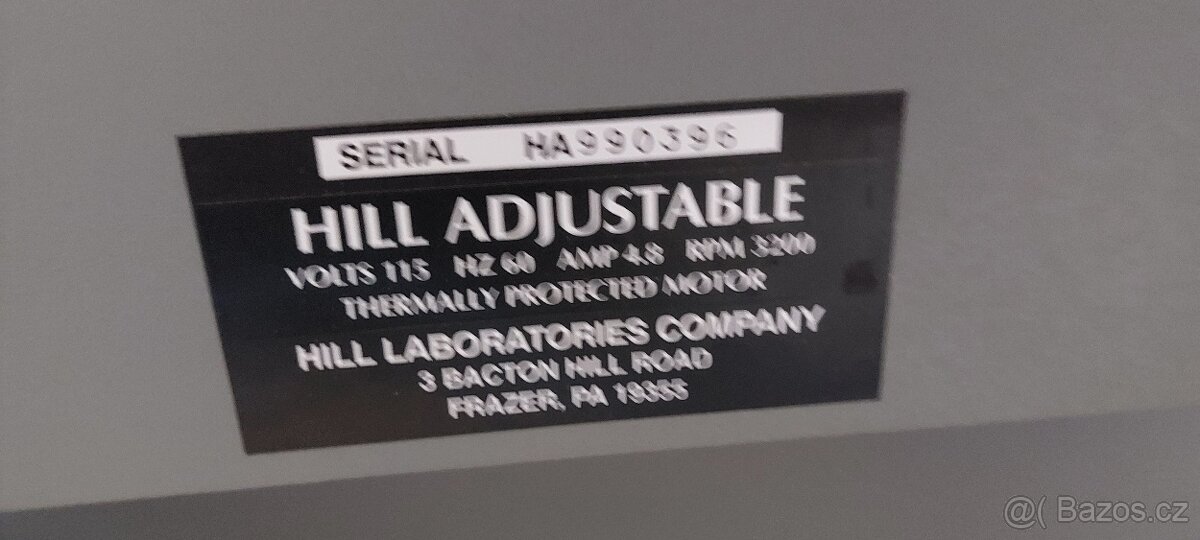 SERIAL HA990396
HILL ADJUSTABLE
VOLTS 115 HZ 60 AMP 4.8 RPM 3200
THERMALLY PROTECTED MOTOR
HILL LABORATORIES COMPANY
3 BACTON HILL ROAD
FRAZER, PA 19355
@( Bazos.cz